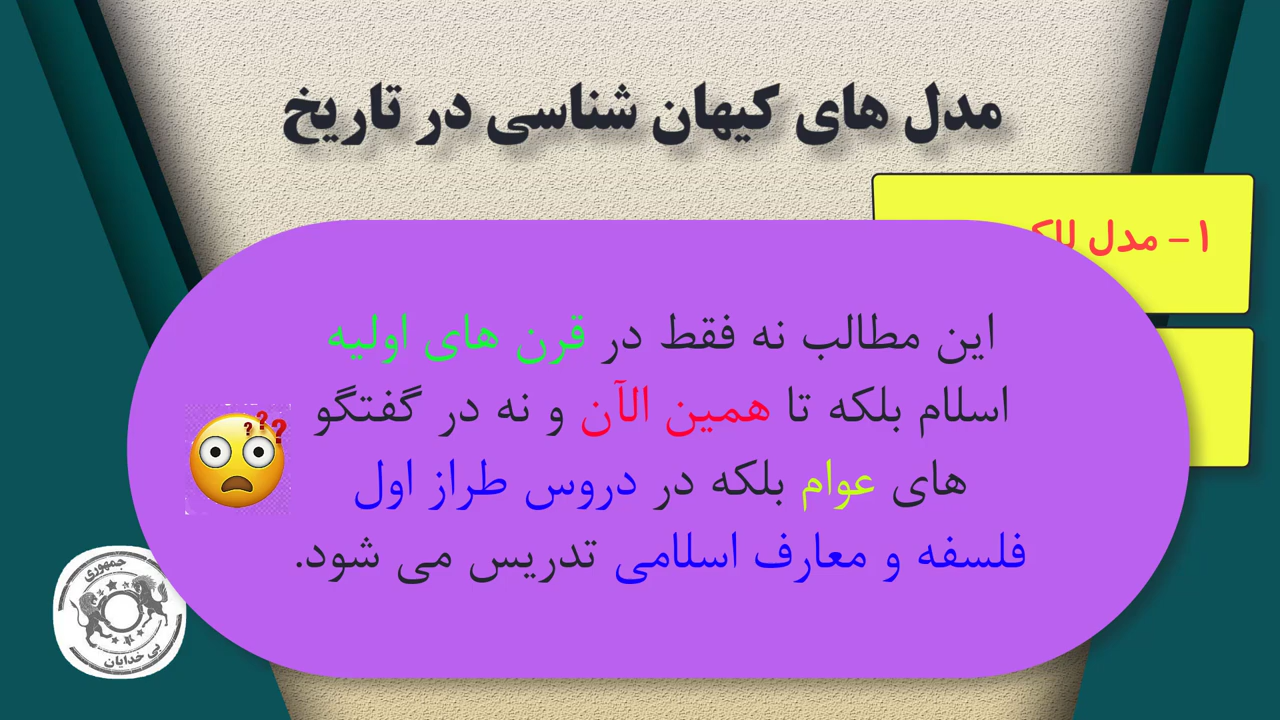 مدل های کیهان شناسی در تاریخ
۱- مدل
این مطالب نه فقط در قرن های اولیه
اسلام بلکه تا همین الآن و نه در گفتگو
های عوام بلکه در دروس طراز اول
فلسفه و معارف اسلامی تدریس می شود.
???
جمهوری
بی خدایان